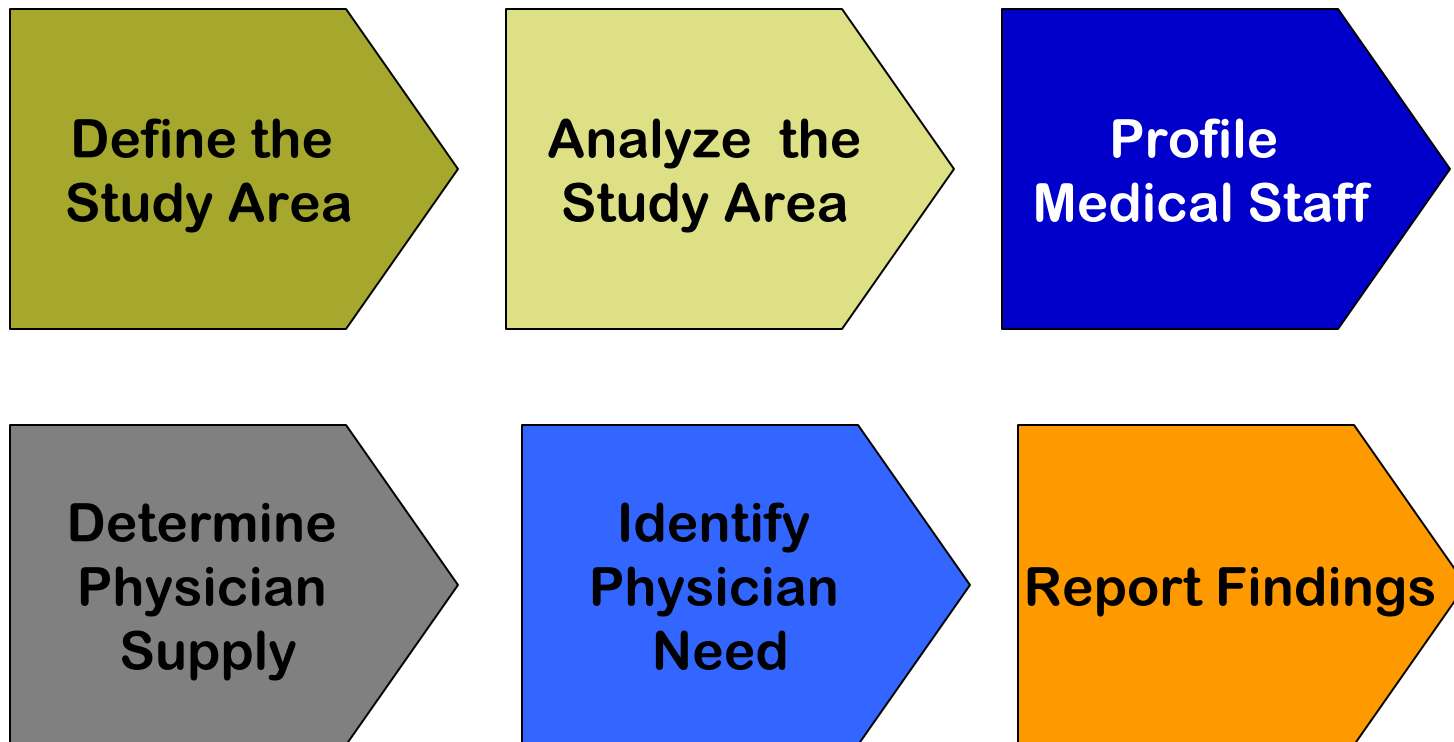 Define the
Study Area
Analyze  the
Study Area
Profile
Medical Staff
Determine
Physician
Supply
Identify
Physician
Need
Report Findings